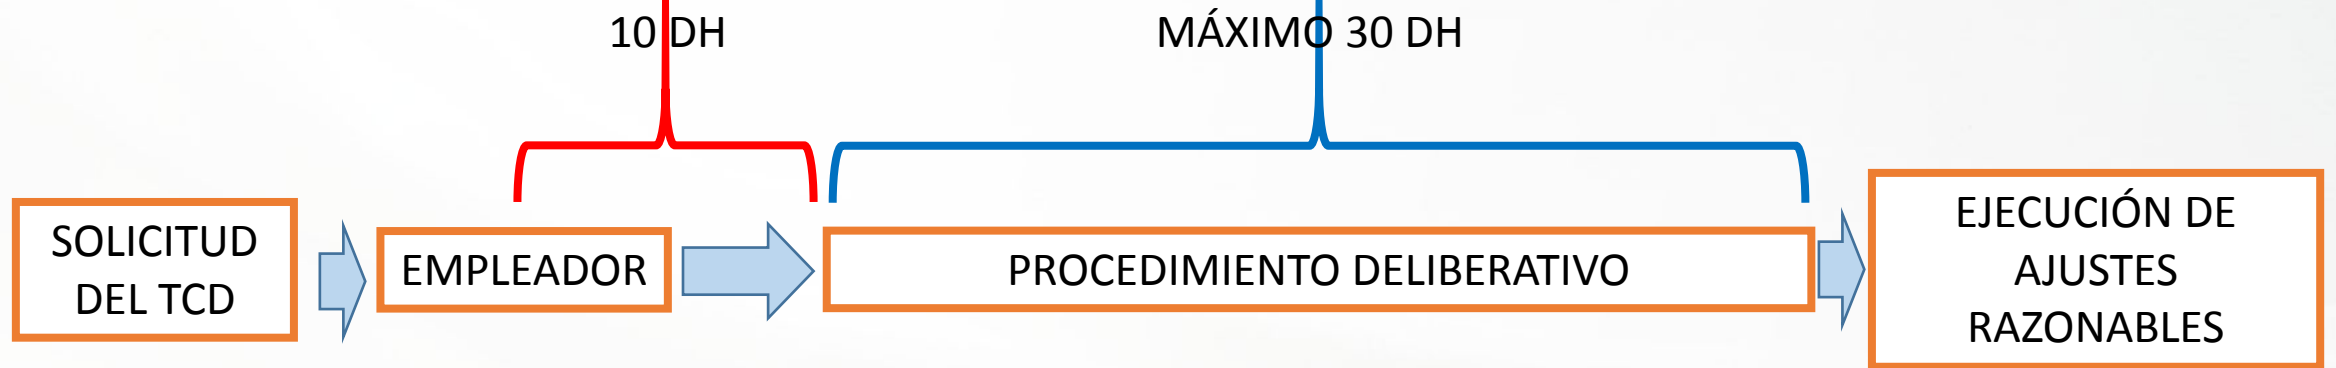 10 DH
MÁXIMO 30 DH
SOLICITUD
DEL TCD
EMPLEADOR
PROCEDIMIENTO DELIBERATIVO
EJECUCIÓN DE
AJUSTES
RAZONABLES